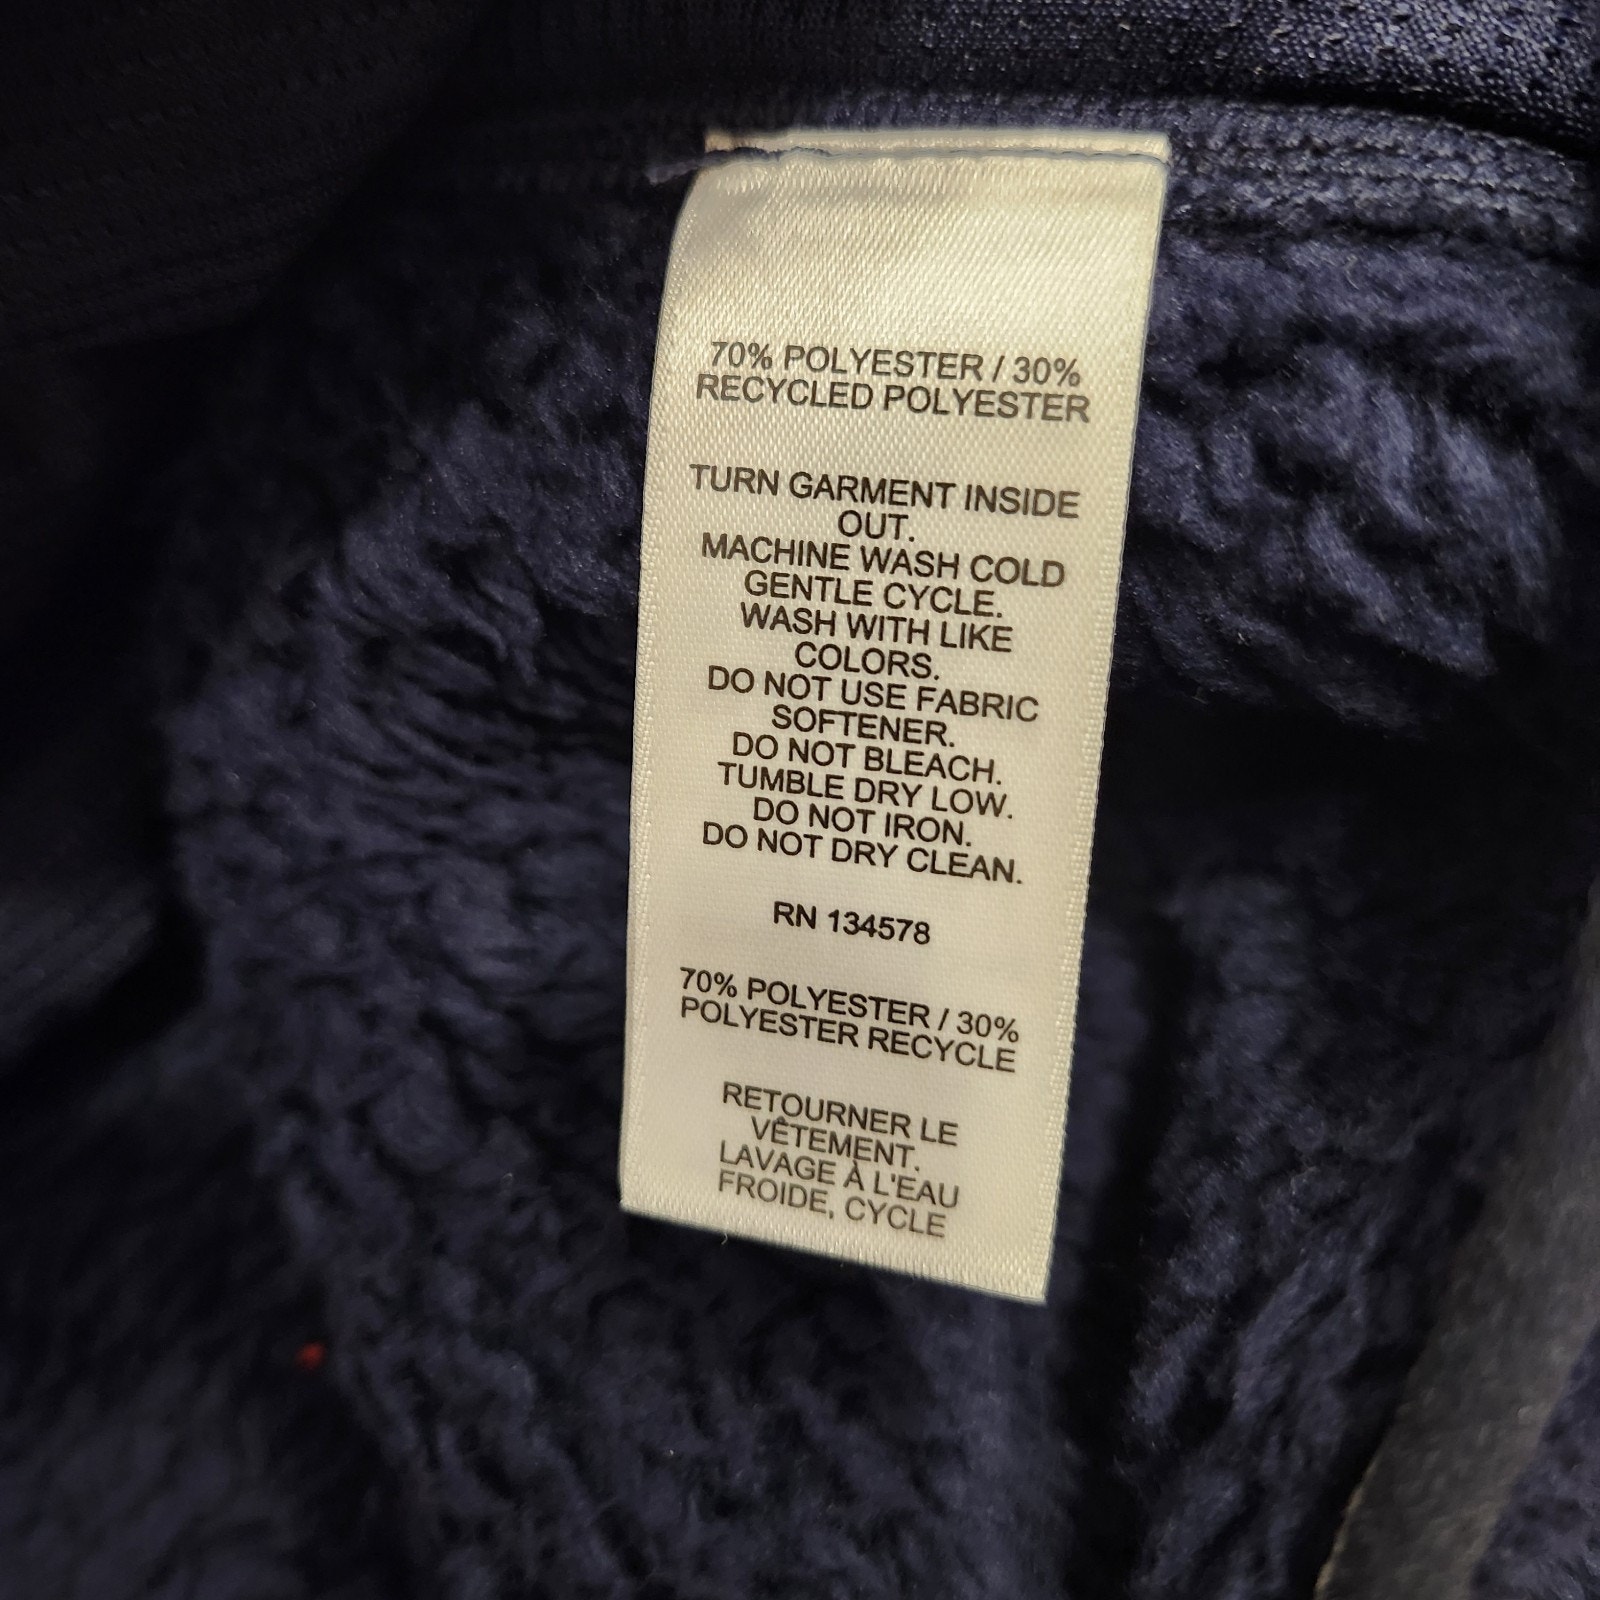 70% POLYESTER / 30%
RECYCLED POLYESTER
TURN GARMENT INSIDE
OUT.
MACHINE WASH COLD
GENTLE CYCLE.
WASH WITH LIKE
COLORS.
DO NOT USE FABRIC
SOFTENER.
DO NOT BLEACH.
TUMBLE DRY LOW.
DO NOT IRON.
DO NOT DRY CLEAN.
RN 134578
70% POLYESTER / 30%
POLYESTER RECYCLE
RETOURNER LE
VÊTEMENT.
LAVAGE À L'EAU
FROIDE, CYCLE